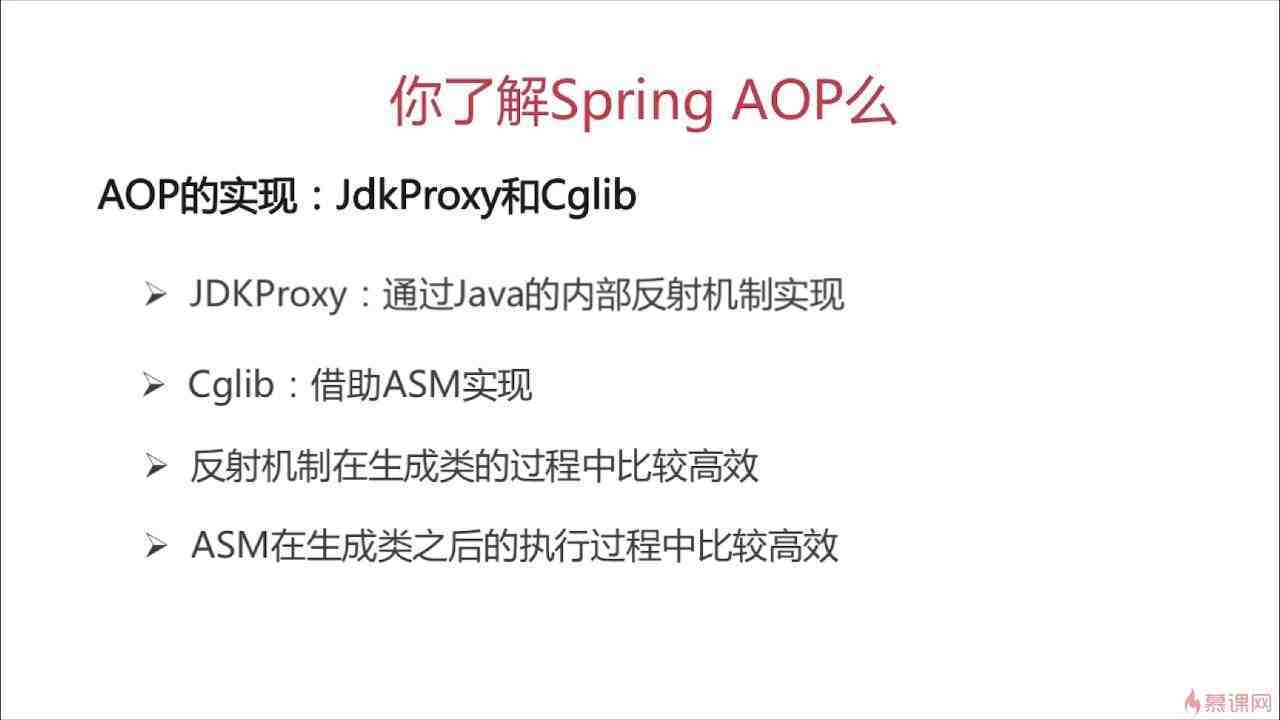 你了解Spring AOP么
AOP的实现：JdkProxy和Cglib
➢ JDKProxy：通过Java的内部反射机制实现
➢ Cglib：借助ASM实现
➢ 反射机制在生成类的过程中比较高效
➢ ASM在生成类之后的执行过程中比较高效
慕课网